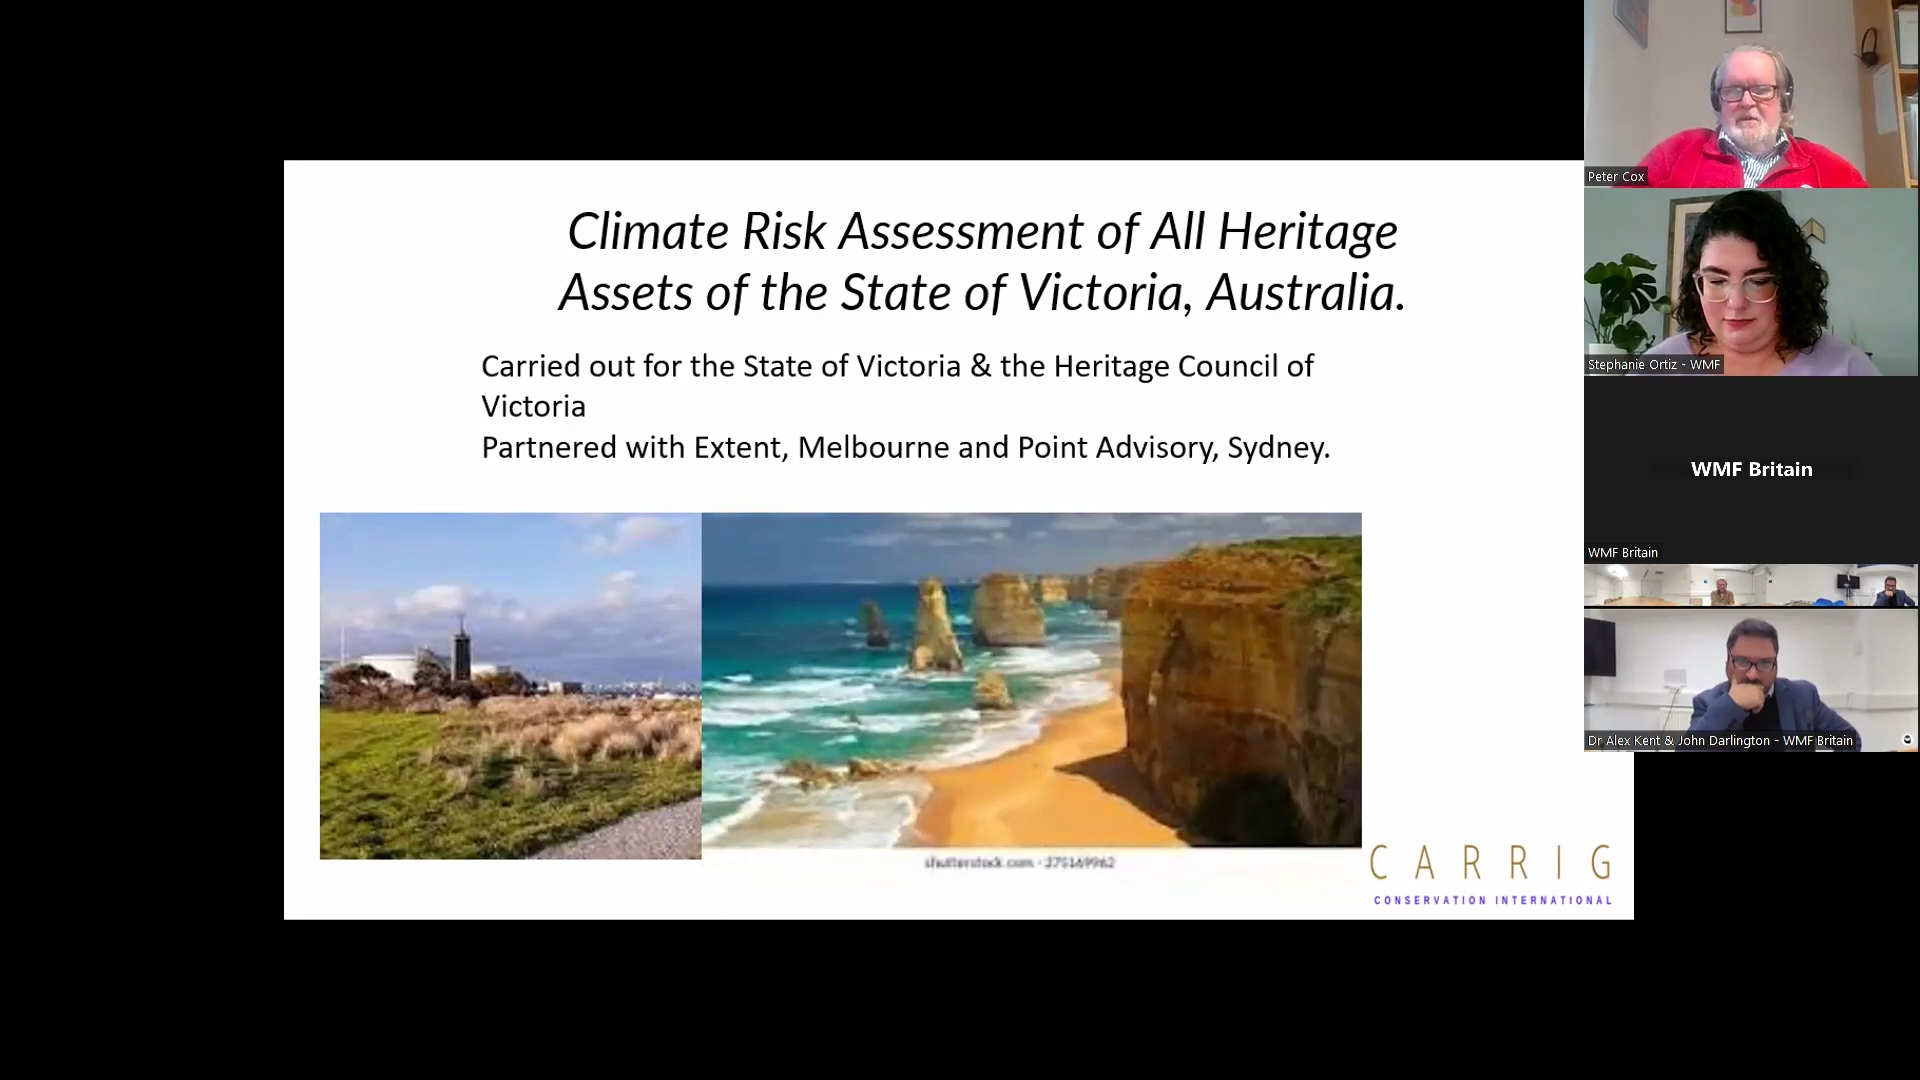 Climate Risk Assessment of All Heritage
Assets of the State of Victoria, Australia.
Carried out for the State of Victoria & the Heritage Council of
Victoria
Partnered with Extent, Melbourne and Point Advisory, Sydney.
shutterstock.com · 275169962
CARRIG
CONSERVATION INTERNATIONAL
Peter Cox
Stephanie Ortiz - WMF
WMF Britain
WMF Britain
Dr Alex Kent & John Darlington - WMF Britain